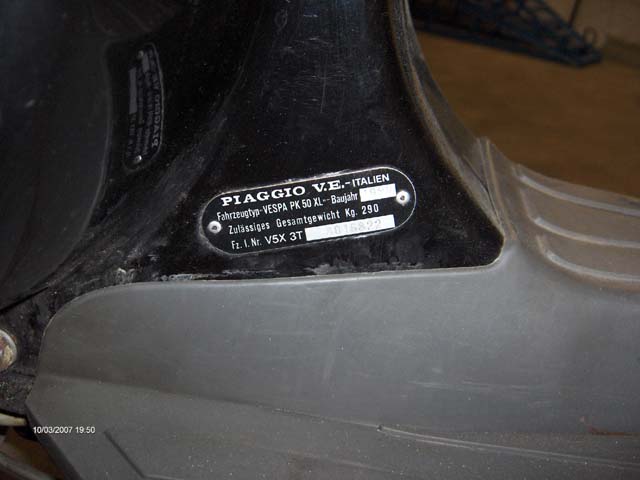 PIAGGIO V.E.-ITALIEN
Fahrzeugtyp-VESPA PK 50 XL--Baujahr
Zulässiges Gesamtgewicht Kg. 290
Fz. I. Nr. V5X 3T
10/03/2007 19:50